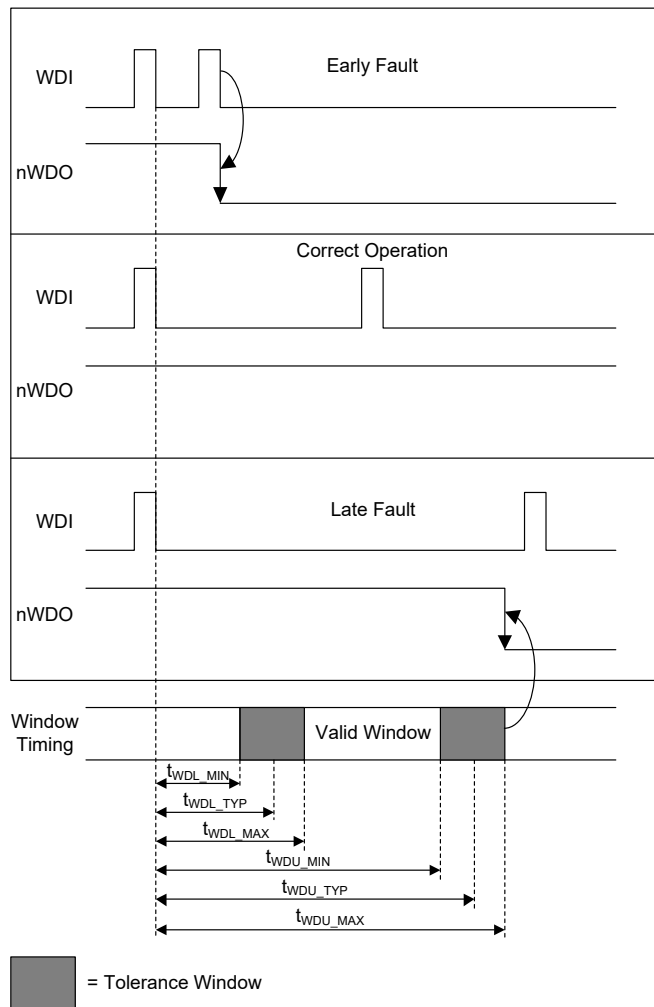 WDI
Early Fault
nWDO
Correct Operation
WDI
nWDO
WDI
Late Fault
nWDO
Window
Timing
Valid Window
tWDL_MIN
tWDL_TYP
tWDL_MAX
tWDU_MIN
tWDU_TYP
tWDU_MAX
= Tolerance Window